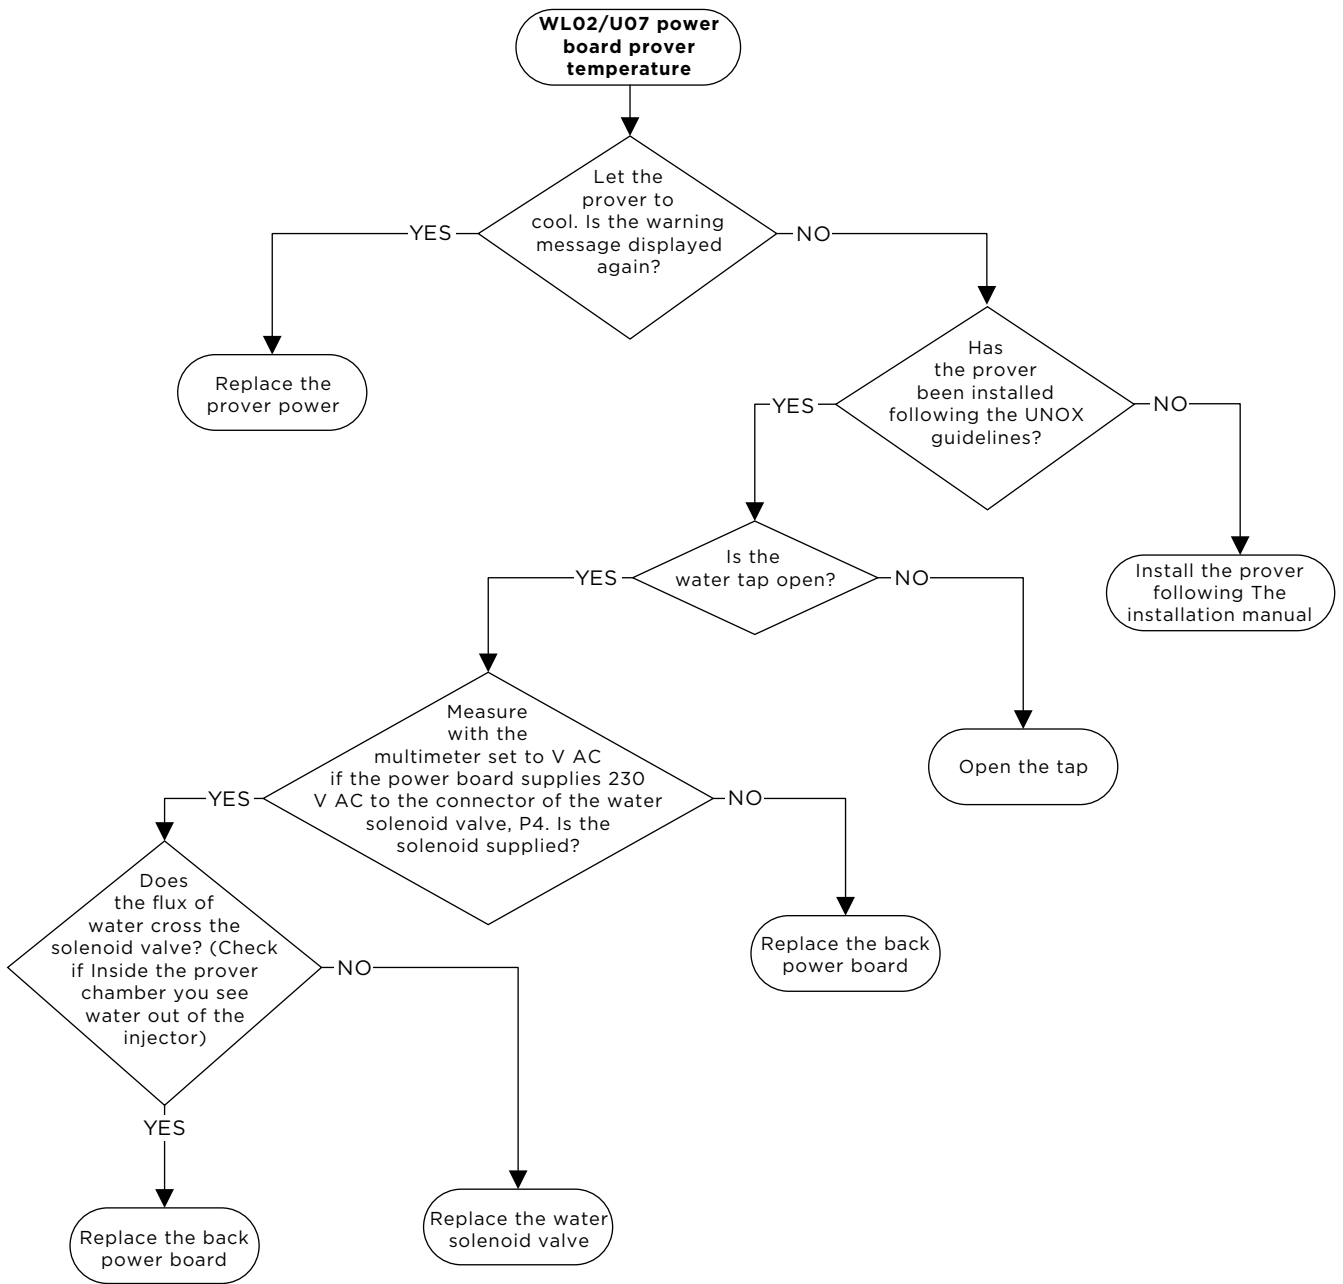 WL02/U07 power
board prover
temperature
Let the
prover to
cool. Is the warning
message displayed
again?
YES
NO
Replace the
prover power
Has
the prover
been installed
following the UNOX
guidelines?
YES
NO
Install the prover
following The
installation manual
Is the
water tap open?
YES
NO
Open the tap
Measure
with the
multimeter set to V AC
if the power board supplies 230
V AC to the connector of the water
solenoid valve, P4. Is the
solenoid supplied?
YES
NO
Replace the back
power board
Does
the flux of
water cross the
solenoid valve? (Check
if Inside the prover
chamber you see
water out of the
injector)
NO
YES
Replace the water
solenoid valve
Replace the back
power board